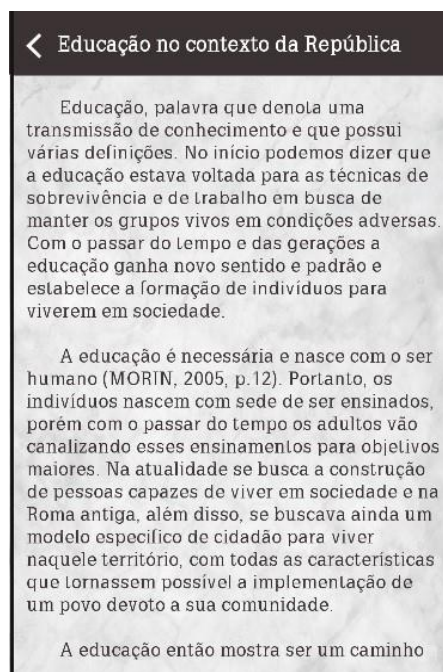 Educação no contexto da República
Educação, palavra que denota uma
transmissão de conhecimento e que possui
várias definições. No início podemos dizer que
a educação estava voltada para as técnicas de
sobrevivência e de trabalho em busca de
manter os grupos vivos em condições adversas.
Com o passar do tempo e das gerações a
educação ganha novo sentido e padrão e
estabelece a formação de indivíduos para
viverem em sociedade.
A educação é necessária e nasce com o ser
humano (MORIN, 2005, p.12). Portanto, os
indivíduos nascem com sede de ser ensinados,
porém com o passar do tempo os adultos vão
canalizando esses ensinamentos para objetivos
maiores. Na atualidade se busca a construção
de pessoas capazes de viver em sociedade e na
Roma antiga, além disso, se buscava ainda um
modelo especifico de cidadão para viver
naquele território, com todas as características
que tornassem possível a implementação de
um povo devoto a sua comunidade.
A educação então mostra ser um caminho